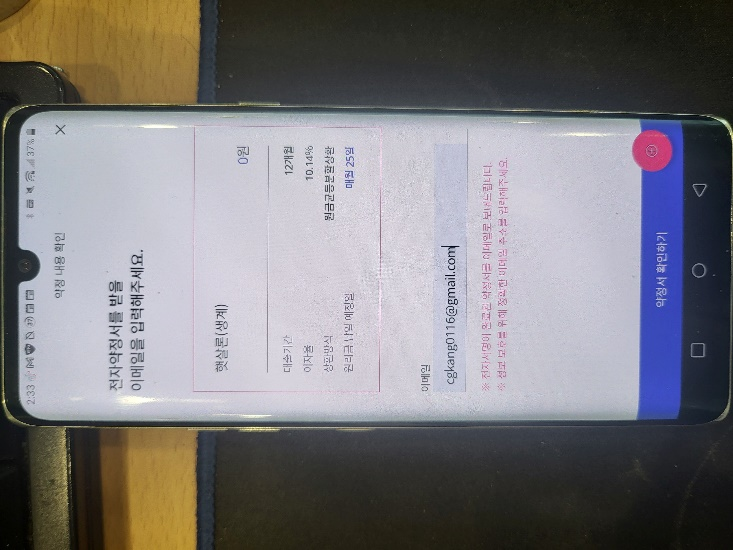 2:33
37%
약정 내용 확인
전자약정서를 받을
이메일을 입력해주세요.
햇살론(생계) 0원
대출기간 12개월
이자율 10.14%
상환방식 원금균등분할상환
원리금 납입 예정일 매월 25일
이메일
cgkang0116@gmail.com
※ 전자서명이 완료된 약정서를 이메일로 보내드립니다.
※ 정보 보호를 위해 정확한 이메일 주소를 입력해주세요.
약정서 확인하기